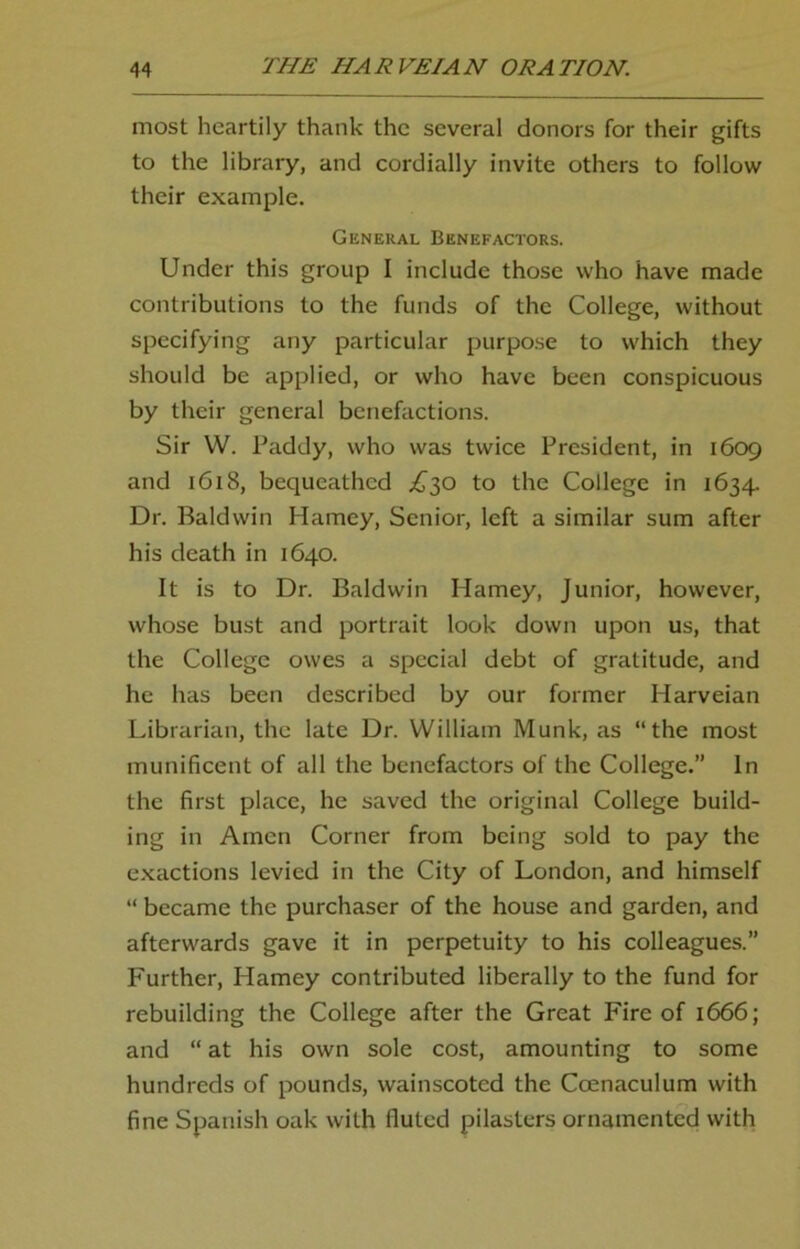 44 THE HARVEIAN ORATION.
most heartily thank the several donors for their gifts
to the library, and cordially invite others to follow
their example.
GENERAL BENEFACTORS.
Under this group I include those who have made
contributions to the funds of the College, without
specifying any particular purpose to which they
should be applied, or who have been conspicuous
by their general benefactions.
Sir W. Paddy, who was twice President, in 1609
and 1618, bequeathed £30 to the College in 1634.
Dr. Baldwin Hamey, Senior, left a similar sum after
his death in 1640.
It is to Dr. Baldwin Hamey, Junior, however,
whose bust and portrait look down upon us, that
the College owes a special debt of gratitude, and
he has been described by our former Harveian
Librarian, the late Dr. William Munk, as “the most
munificent of all the benefactors of the College.” In
the first place, he saved the original College build-
ing in Amen Corner from being sold to pay the
exactions levied in the City of London, and himself
“became the purchaser of the house and garden, and
afterwards gave it in perpetuity to his colleagues.”
Further, Hamey contributed liberally to the fund for
rebuilding the College after the Great Fire of 1666;
and “at his own sole cost, amounting to some
hundreds of pounds, wainscoted the Cœnaculum with
fine Spanish oak with fluted pilasters ornamented with